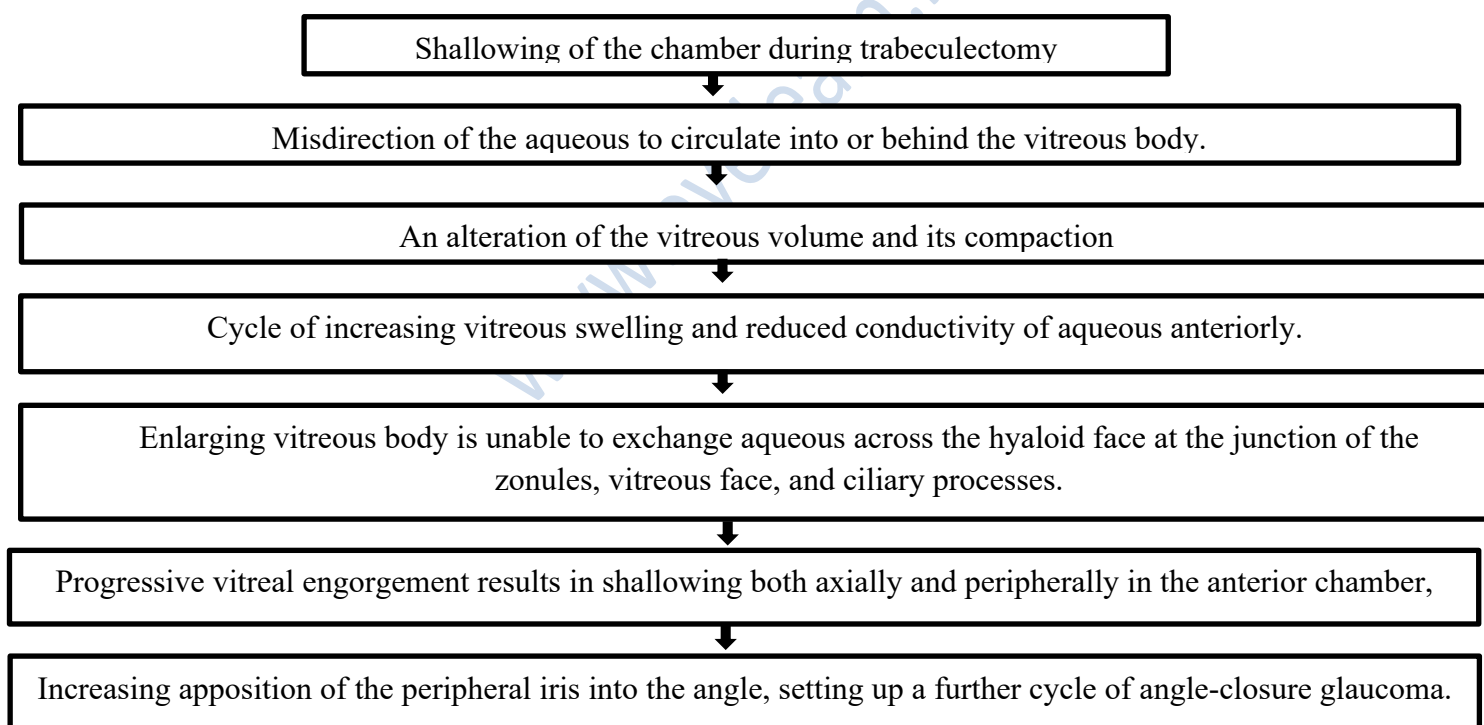 Shallowing of the chamber during trabeculectomy
Misdirection of the aqueous to circulate into or behind the vitreous body.
An alteration of the vitreous volume and its compaction
Cycle of increasing vitreous swelling and reduced conductivity of aqueous anteriorly.
Enlarging vitreous body is unable to exchange aqueous across the hyaloid face at the junction of the
zonules, vitreous face, and ciliary processes.
Progressive vitreal engorgement results in shallowing both axially and peripherally in the anterior chamber,
Increasing apposition of the peripheral iris into the angle, setting up a further cycle of angle-closure glaucoma.